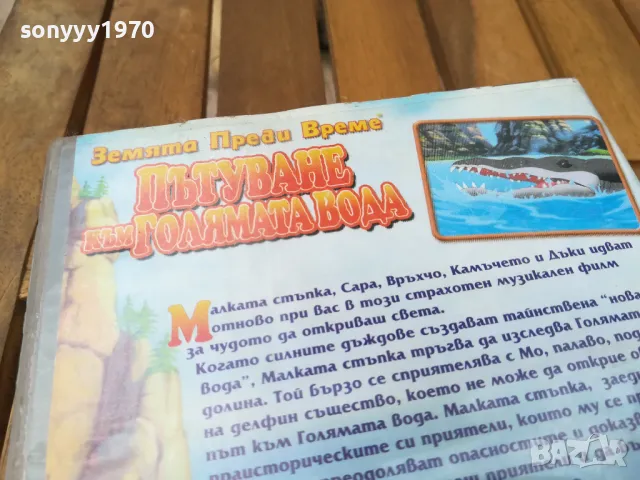 sonyyy1970
Земята Преди Време
ПЪТУВАНЕ
КЪМ ГОЛЯМАТА ВОДА
Малката стъпка, Сара, Връхчо, Камъчето и Дъки идват
отново при вас в този страхотен музикален филм
за чудото да откриваш света.
Когато силните дъждове създават тайнствена "нова
вода", Малката стъпка тръгва да изследва Голямат
долина. Той бързо се сприятелява с Мо, палаво, под
на делфин същество, което не може да открие о
път към Голямата вода. Малката стъпка, заед
праисторическите си приятели, които му се п
преодоляват опасностите и доказ
BAZAR